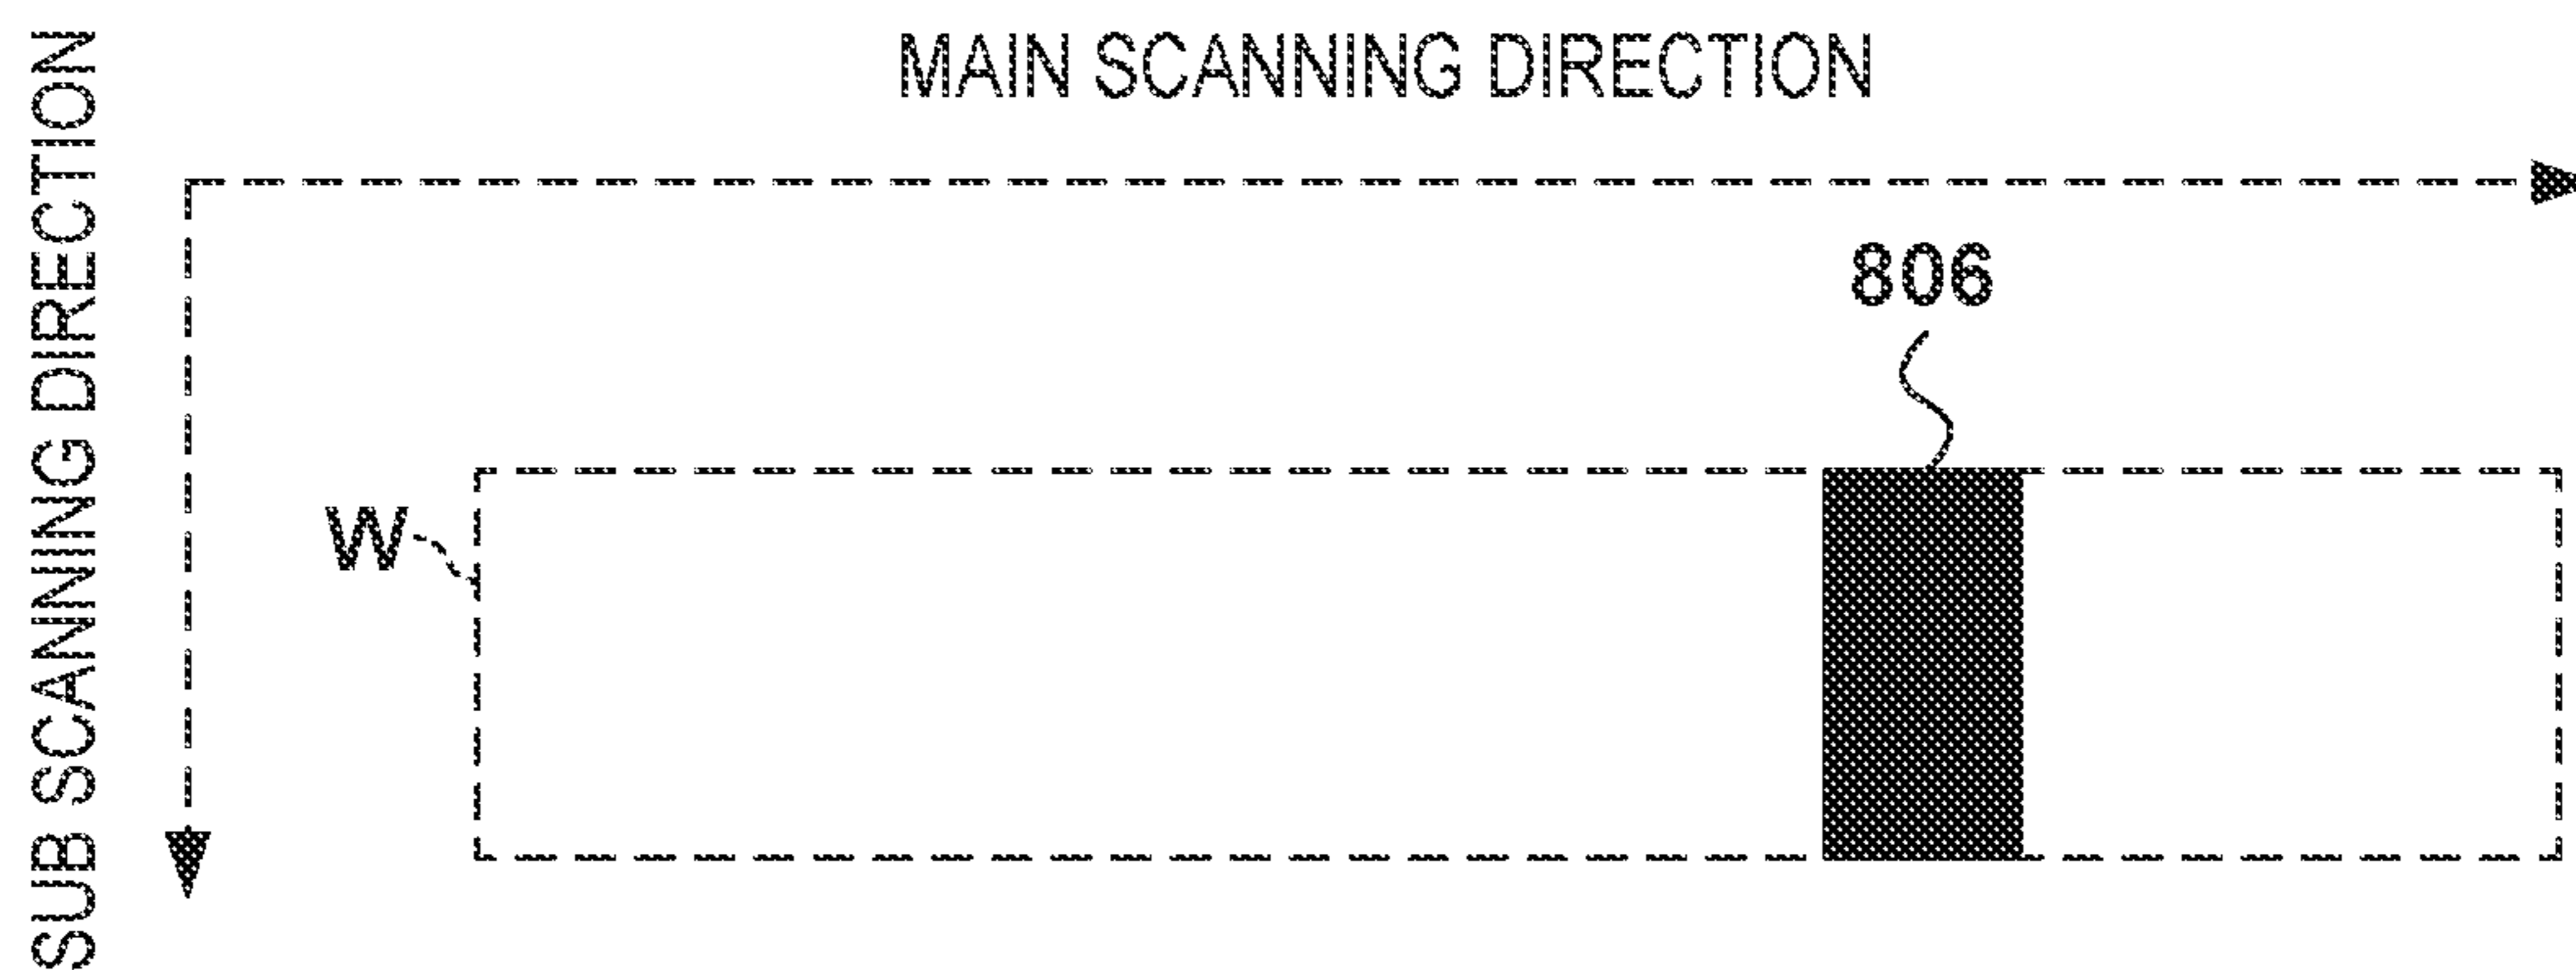 MAIN SCANNING DIRECTION
SUB SCANNING DIRECTION
806
W